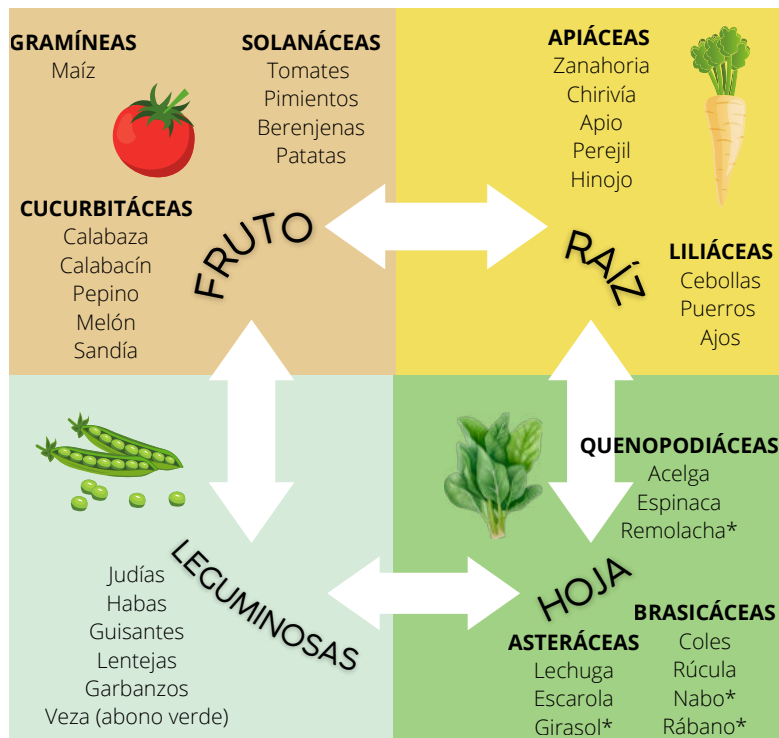 GRAMÍNEAS
Maíz
SOLANÁCEAS
Tomates
Pimientos
Berenjenas
Patatas
CUCURBITÁCEAS
Calabaza
Calabacín
Pepino
Melón
Sandía
FRUTO
APIÁCEAS
Zanahoria
Chirivía
Apio
Perejil
Hinojo
RAÍZ
LILIÁCEAS
Cebollas
Puerros
Ajos
LEGUMINOSAS
Judías
Habas
Guisantes
Lentejas
Garbanzos
Veza (abono verde)
QUENOPODIÁCEAS
Acelga
Espinaca
Remolacha*
HOJA
ASTERÁCEAS
Lechuga
Escarola
Girasol*
BRASICÁCEAS
Coles
Rúcula
Nabo*
Rábano*